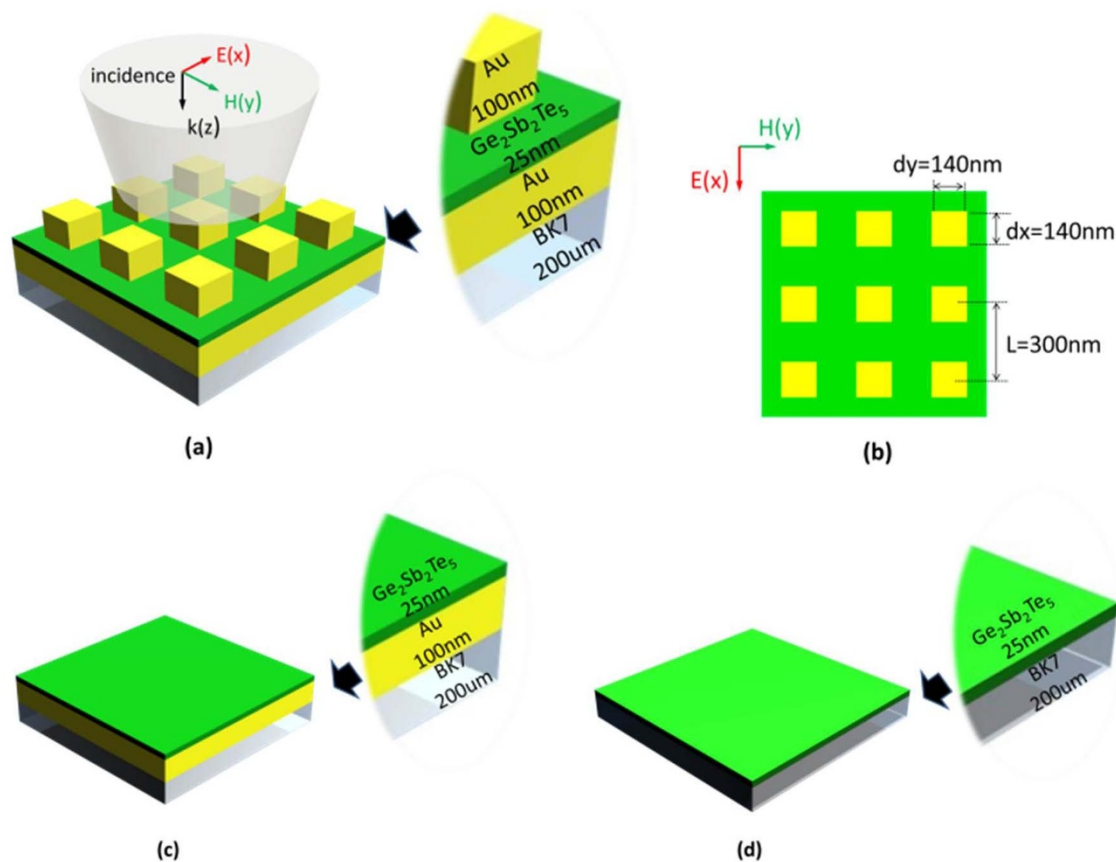 E(x)
incidence
H(y)
k(z)
Au
100nm
Ge₂Sb₂Te₅
25nm
Au
100nm
BK7
200um
(a)
H(y)
E(x)
dy=140nm
dx=140nm
L=300nm
(b)
Ge₂Sb₂Te₅
25nm
Au
100nm
BK7
200um
(c)
Ge₂Sb₂Te₅
25nm
BK7
200um
(d)